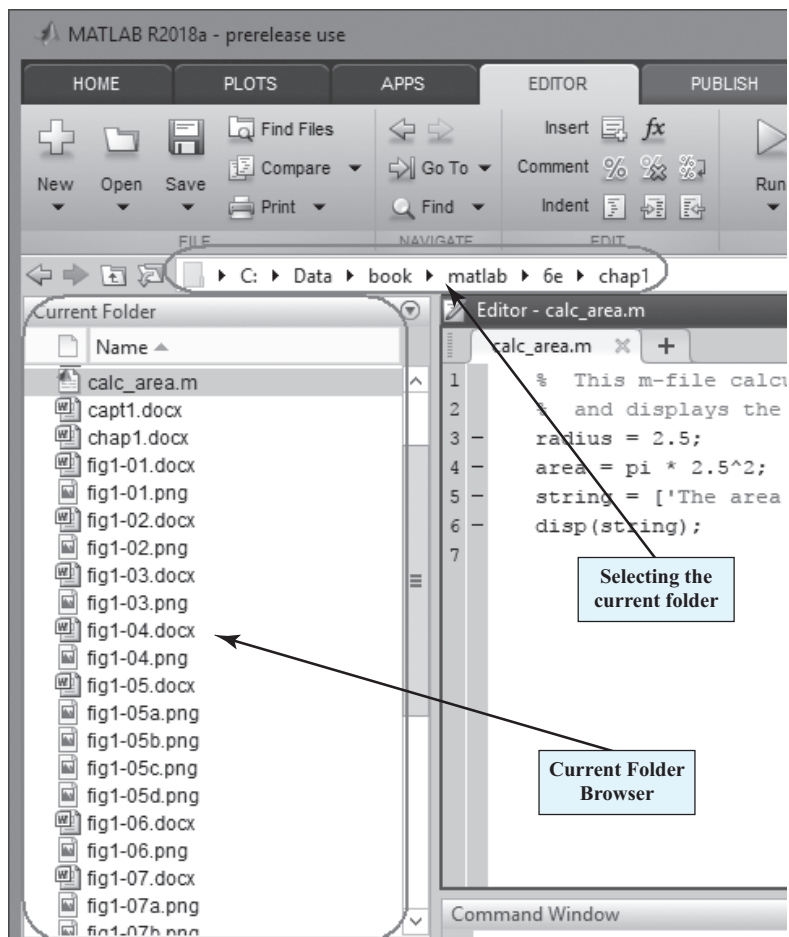 MATLAB R2018a - prerelease use
HOME PLOTS APPS EDITOR PUBLISH
New Open Save Find Files Compare Print
Go To Find
Insert fx
Comment
Indent
Run
FILE NAVIGATE EDIT
C: Data book matlab 6e chap1
Current Folder
Name
calc_area.m
capt1.docx
chap1.docx
fig1-01.docx
fig1-01.png
fig1-02.docx
fig1-02.png
fig1-03.docx
fig1-03.png
fig1-04.docx
fig1-04.png
fig1-05.docx
fig1-05a.png
fig1-05b.png
fig1-05c.png
fig1-05d.png
fig1-06.docx
fig1-06.png
fig1-07.docx
fig1-07a.png
fig1-07b.png
Editor - calc_area.m
calc_area.m
1 % This m-file calcu
2 % and displays the
3 – radius = 2.5;
4 – area = pi * 2.5^2;
5 – string = ['The area
6 – disp(string);
7
Selecting the
current folder
Current Folder
Browser
Command Window